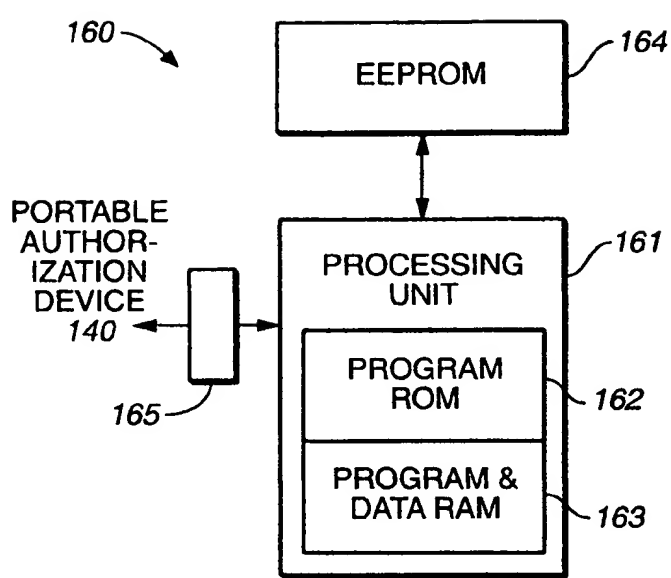 160
EEPROM
164
PORTABLE
AUTHOR-
IZATION
DEVICE
140
165
PROCESSING
UNIT
161
PROGRAM
ROM
162
PROGRAM &
DATA RAM
163